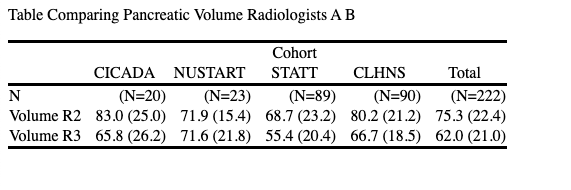 Table Comparing Pancreatic Volume Radiologists A B
Cohort
CICADA NUSTART STATT CLHNS Total
N (N=20) (N=23) (N=89) (N=90) (N=222)
Volume R2 83.0 (25.0) 71.9 (15.4) 68.7 (23.2) 80.2 (21.2) 75.3 (22.4)
Volume R3 65.8 (26.2) 71.6 (21.8) 55.4 (20.4) 66.7 (18.5) 62.0 (21.0)